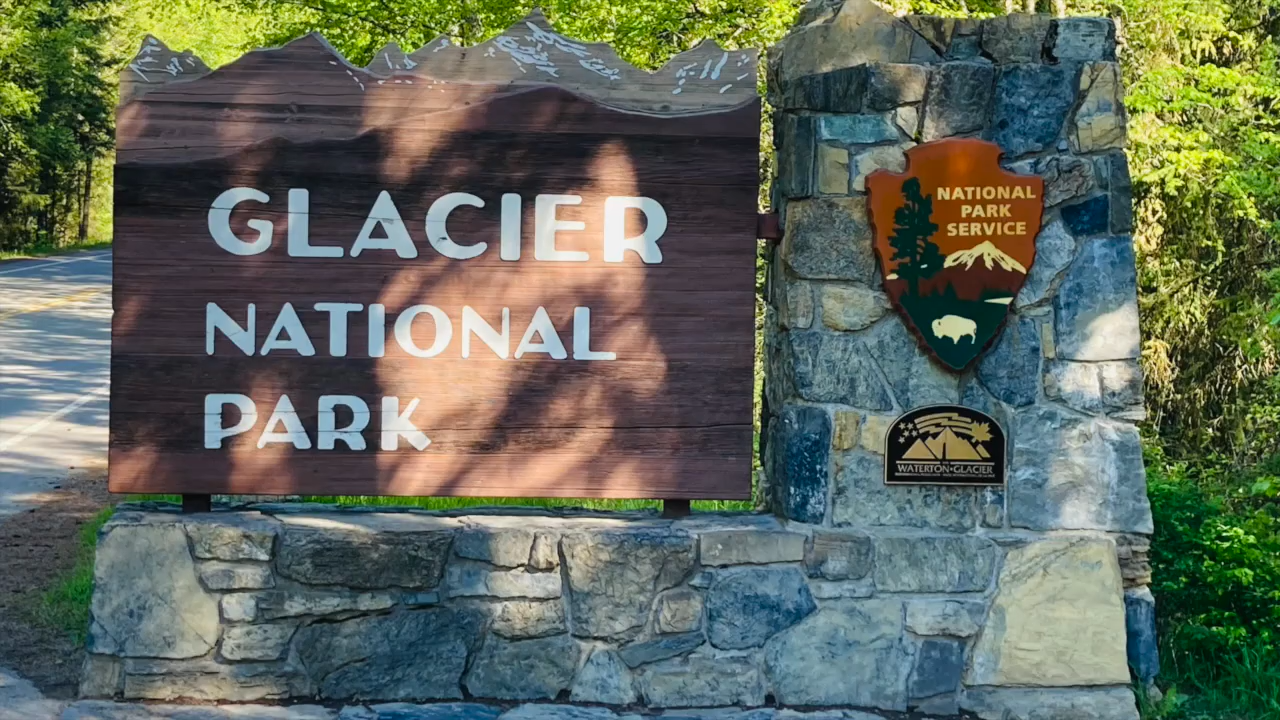 GLACIER
NATIONAL
PARK
NATIONAL
PARK
SERVICE
WATERTON·GLACIER